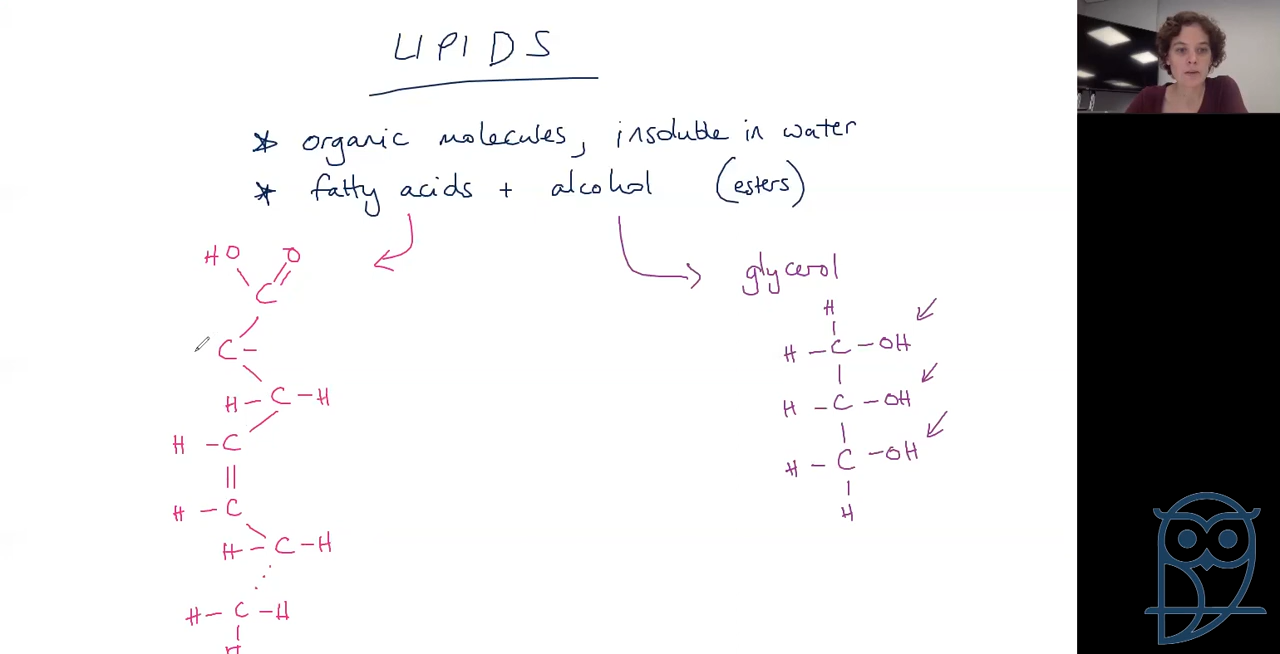 LIPIDS
* organic molecules, insoluble in water
* fatty acids + alcohol (esters)
HO O
C
C –
H – C – H
H – C
||
H – C
H – C – H
H – C – H
|
H
glycerol
H
|
H – C – OH
|
H – C – OH
|
H – C – OH
|
H